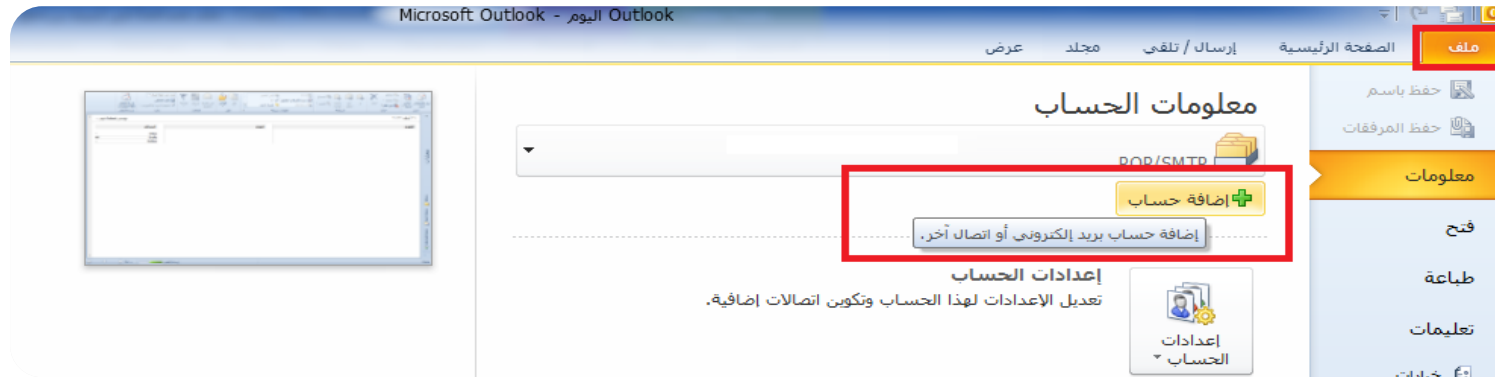 Microsoft Outlook - اليوم Outlook
ملف
الصفحة الرئيسية
إرسال / تلقي
مجلد
عرض
حفظ باسم
حفظ المرفقات
معلومات
فتح
طباعة
تعليمات
خيارات
معلومات الحساب
POP/SMTP
إضافة حساب
إضافة حساب بريد إلكتروني أو اتصال آخر.
إعدادات الحساب
تعديل الإعدادات لهذا الحساب وتكوين اتصالات إضافية.
إعدادات
الحساب